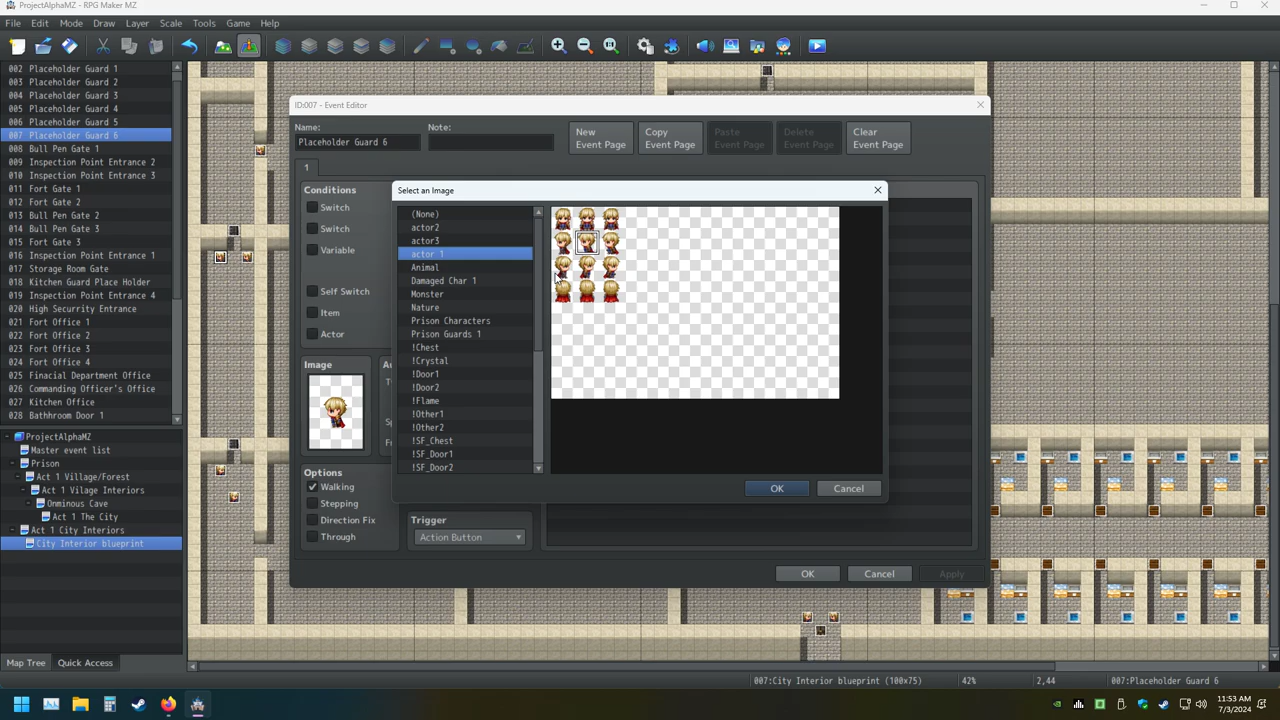 ProjectAlphaMZ - RPG Maker MZ
File Edit Mode Draw Layer Scale Tools Game Help
002 Placeholder Guard 1
003 Placeholder Guard 2
004 Placeholder Guard 3
005 Placeholder Guard 4
006 Placeholder Guard 5
007 Placeholder Guard 6
008 Bull Pen Gate 1
009 Inspection Point Entrance 2
010 Inspection Point Entrance 3
011 Fort Gate 1
012 Fort Gate 2
013 Bull Pen Gate 2
014 Bull Pen Gate 3
015 Fort Gate 3
016 Inspection Point Entrance 1
017 Storage Room Gate
018 Kitchen Guard Place Holder
019 Inspection Point Entrance 4
020 High Securirty Entrance
021 Fort Office 1
022 Fort Office 2
023 Fort Office 3
024 Fort Office 4
025 Finacial Department Office
026 Commanding Officer's Office
027 Kitchen Office
028 Bathhroom Door 1
ProjectAlphaMZ
Master event list
Prison
Act 1 Village/Forest
Act 1 Vilage Interiors
Onminous Cave
Act 1 The City
Act 1 City Interiors
City Interior blueprint
Map Tree Quick Access
ID:007 - Event Editor
Name: Note:
Placeholder Guard 6
New Event Page
Copy Event Page
Paste Event Page
Delete Event Page
Clear Event Page
1
Conditions
Switch
Switch
Variable
Self Switch
Item
Actor
Image
Options
Walking
Stepping
Direction Fix
Through
Trigger
Action Button
OK Cancel Apply
Select an Image
(None)
actor2
actor3
actor 1
Animal
Damaged Char 1
Monster
Nature
Prison Characters
Prison Guards 1
!Chest
!Crystal
!Door1
!Door2
!Flame
!Other1
!Other2
!SF_Chest
!SF_Door1
!SF_Door2
OK Cancel
007:City Interior blueprint (100x75) 42% 2,44 007:Placeholder Guard 6
11:53 AM
7/3/2024